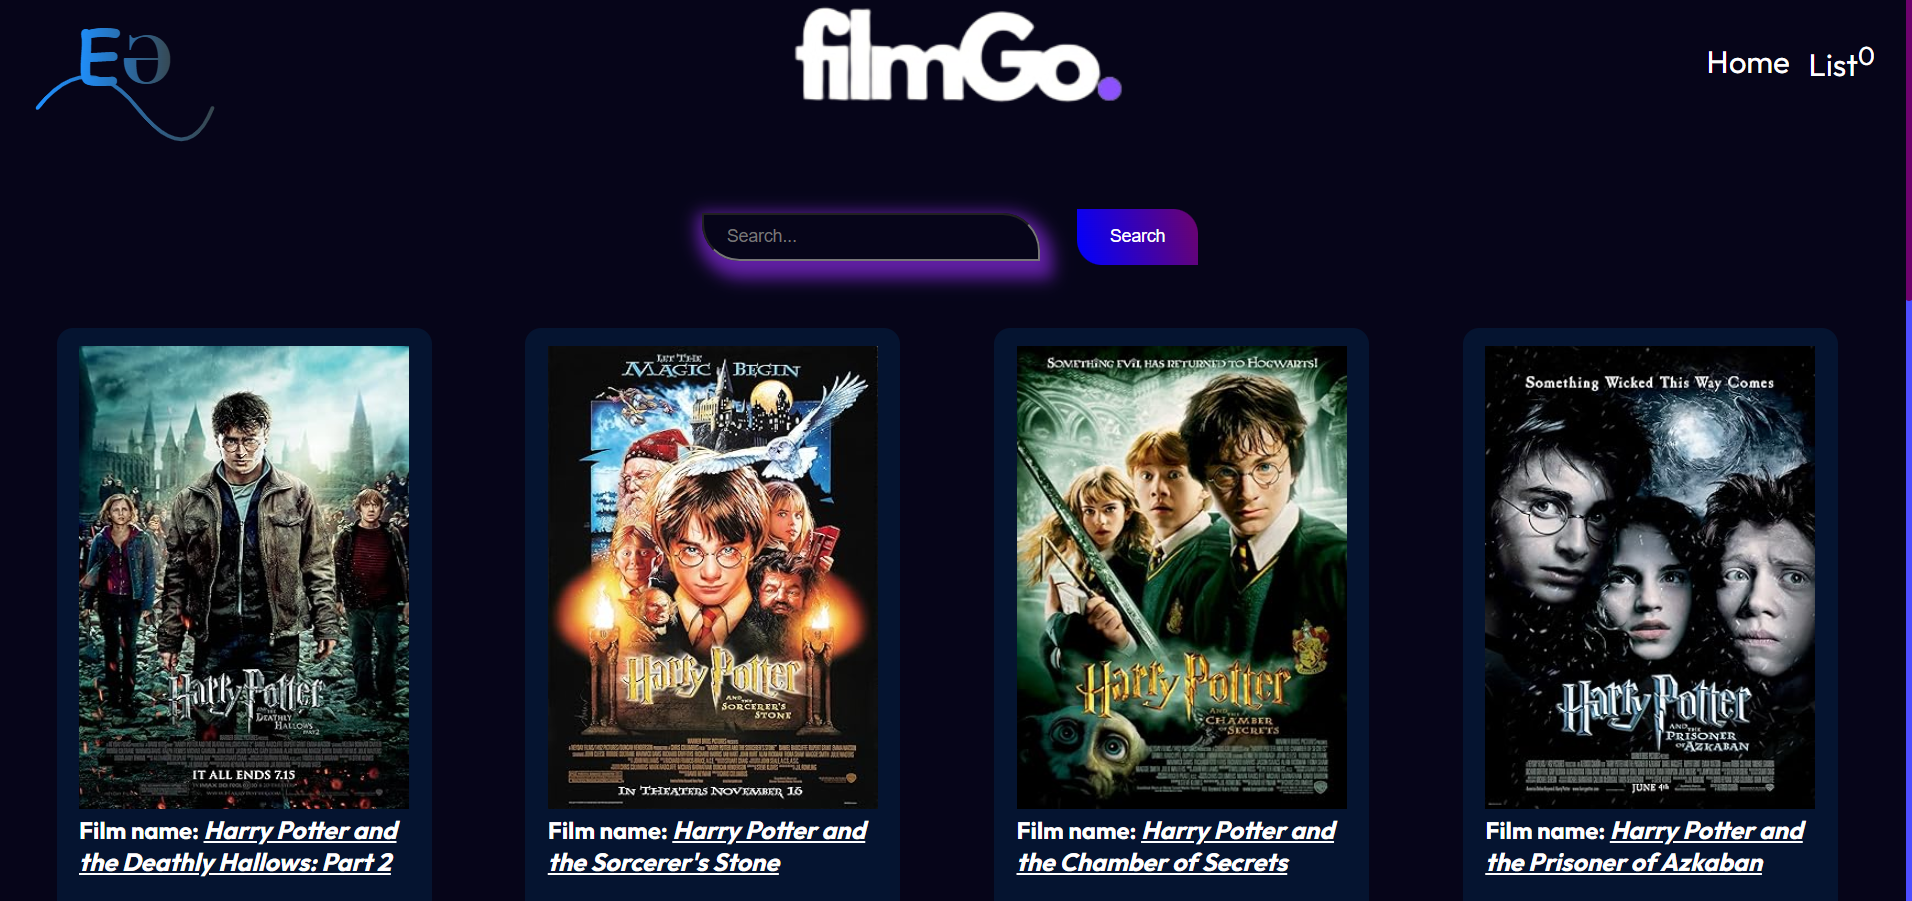 Eə
filmGo.
Home List0
Search...
Search
IT ALL ENDS 7.15
Harry Potter
AND THE
DEATHLY
HALLOWS
PART 2
Film name: Harry Potter and
the Deathly Hallows: Part 2
LET THE
MAGIC BEGIN
Harry Potter
AND THE
SORCERER'S
STONE
IN THEATERS NOVEMBER 16
Film name: Harry Potter and
the Sorcerer's Stone
SOMETHING EVIL HAS RETURNED TO HOGWARTS!
Harry Potter
AND THE
CHAMBER
OF SECRETS
Film name: Harry Potter and
the Chamber of Secrets
Something Wicked This Way Comes
Harry Potter
AND THE
PRISONER
OF AZKABAN
JUNE 4th
Film name: Harry Potter and
the Prisoner of Azkaban